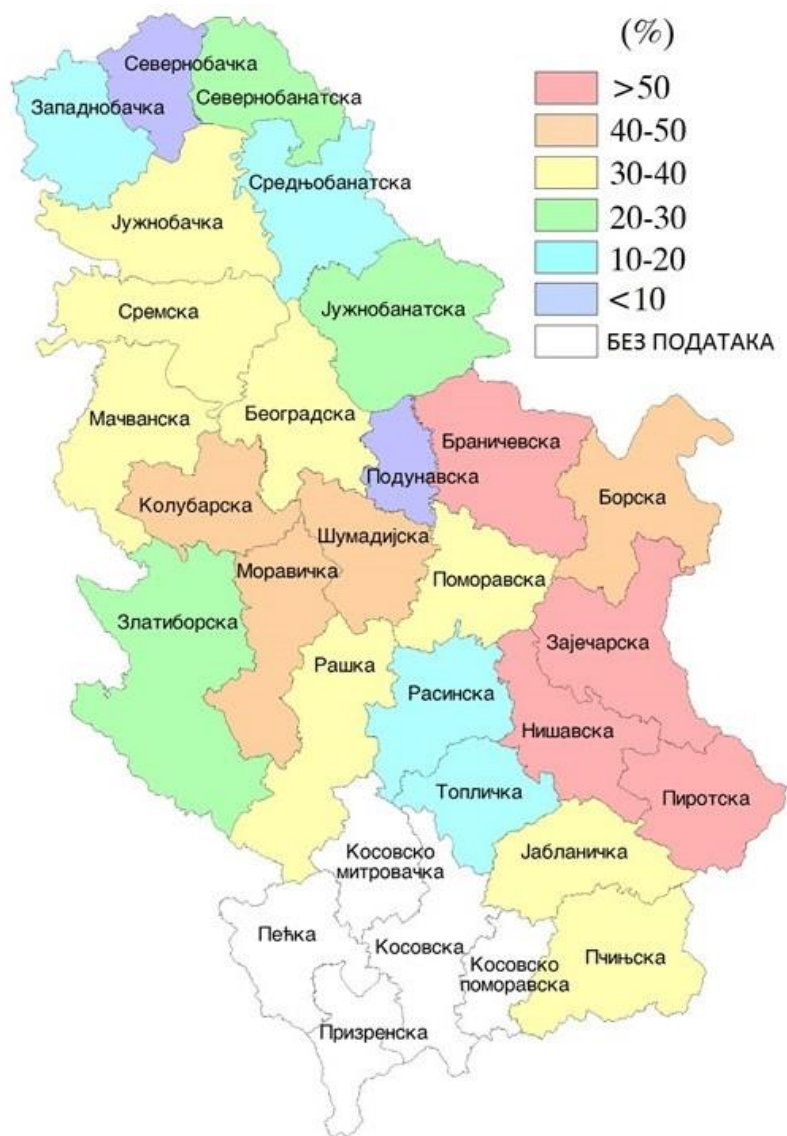 (%)
>50
40-50
30-40
20-30
10-20
<10
БЕЗ ПОДАТАКА
Севернобачка
Западнобачка
Севернобанатска
Средњобанатска
Јужнобачка
Јужнобанатска
Сремска
Мачванска
Београдска
Браничевска
Подунавска
Борска
Колубарска
Шумадијска
Моравичка
Поморавска
Златиборска
Зајечарска
Рашка
Расинска
Нишавска
Топличка
Пиротска
Косовско
митровачка
Јабланичка
Пећка
Косовска
Косовско
поморавска
Пчињска
Призренска